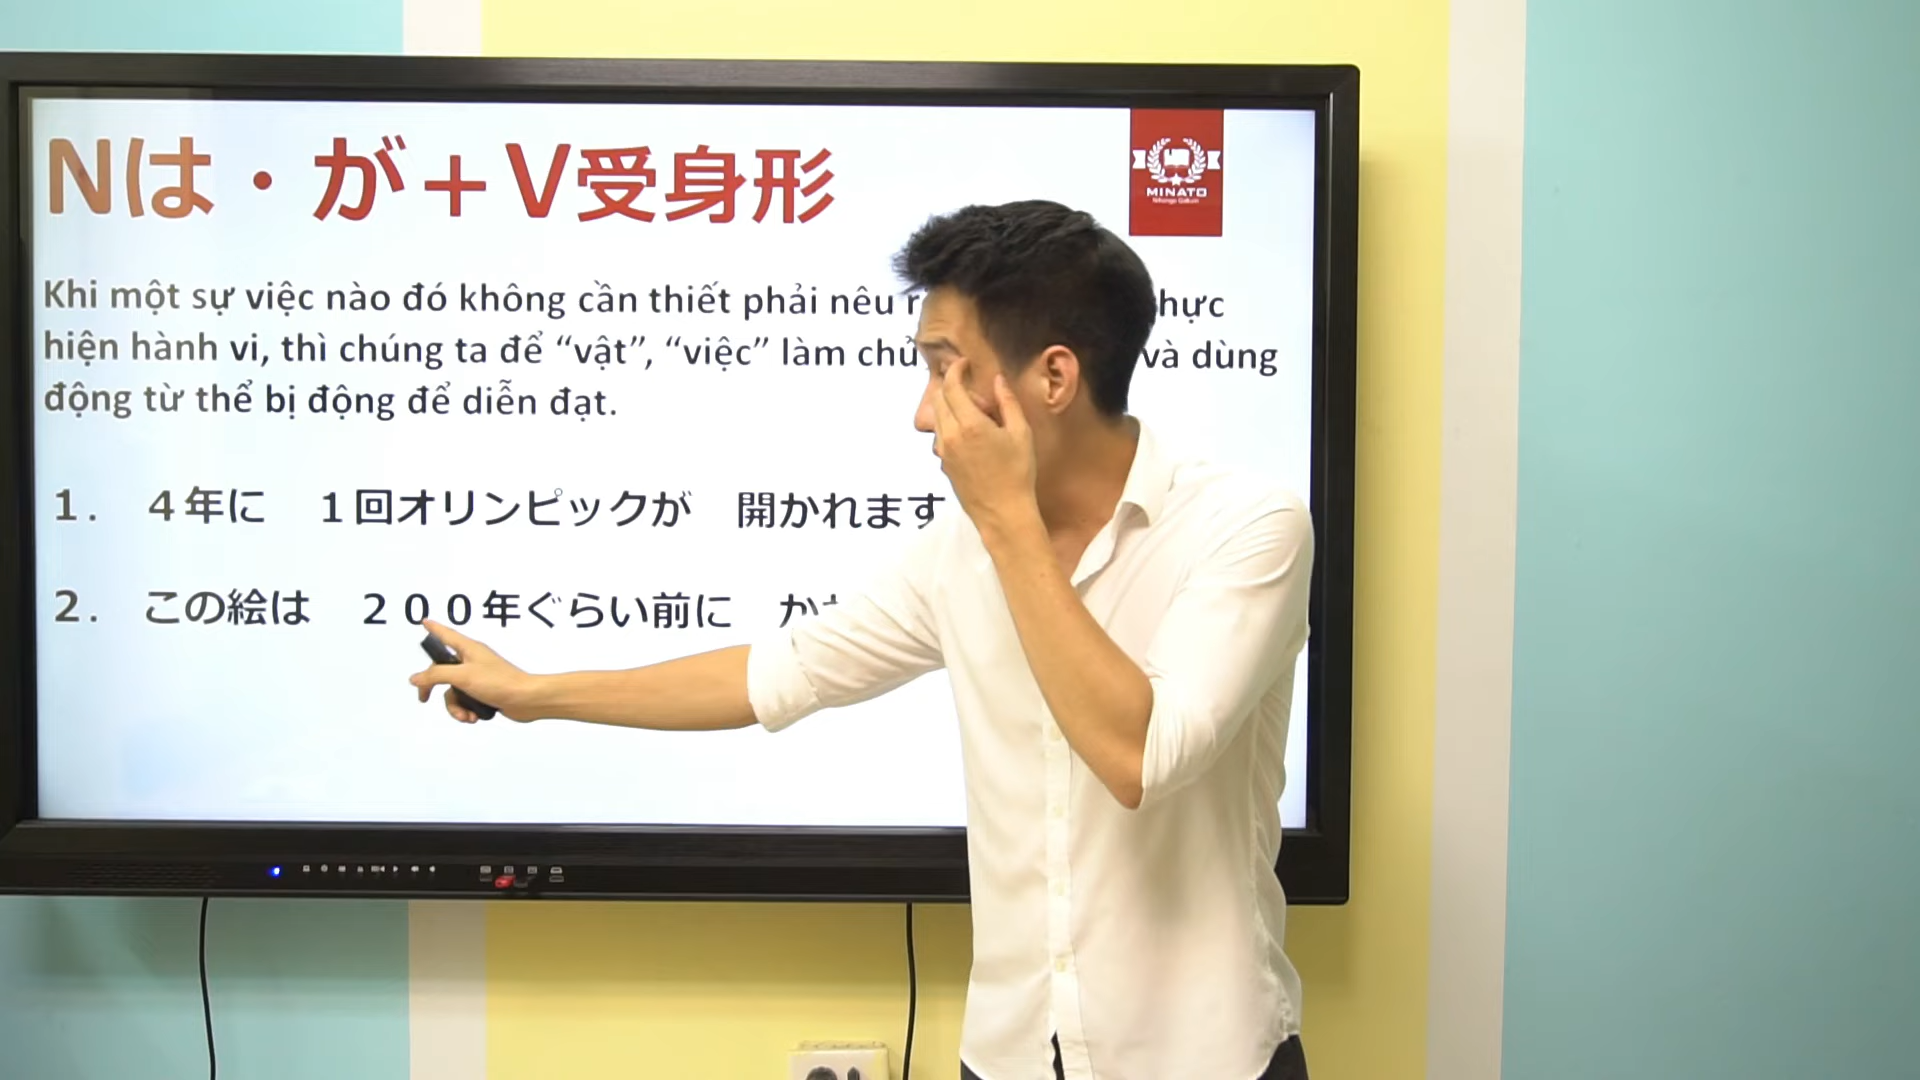 Nは・が＋V受身形
MINATO
Nihongo Gakuin
Khi một sự việc nào đó không cần thiết phải nêu hực
hiện hành vi, thì chúng ta để “vật”, “việc” làm chủ và dùng
động từ thể bị động để diễn đạt.
1． ４年に １回オリンピックが 開かれます
2． この絵は ２００年ぐらい前に か